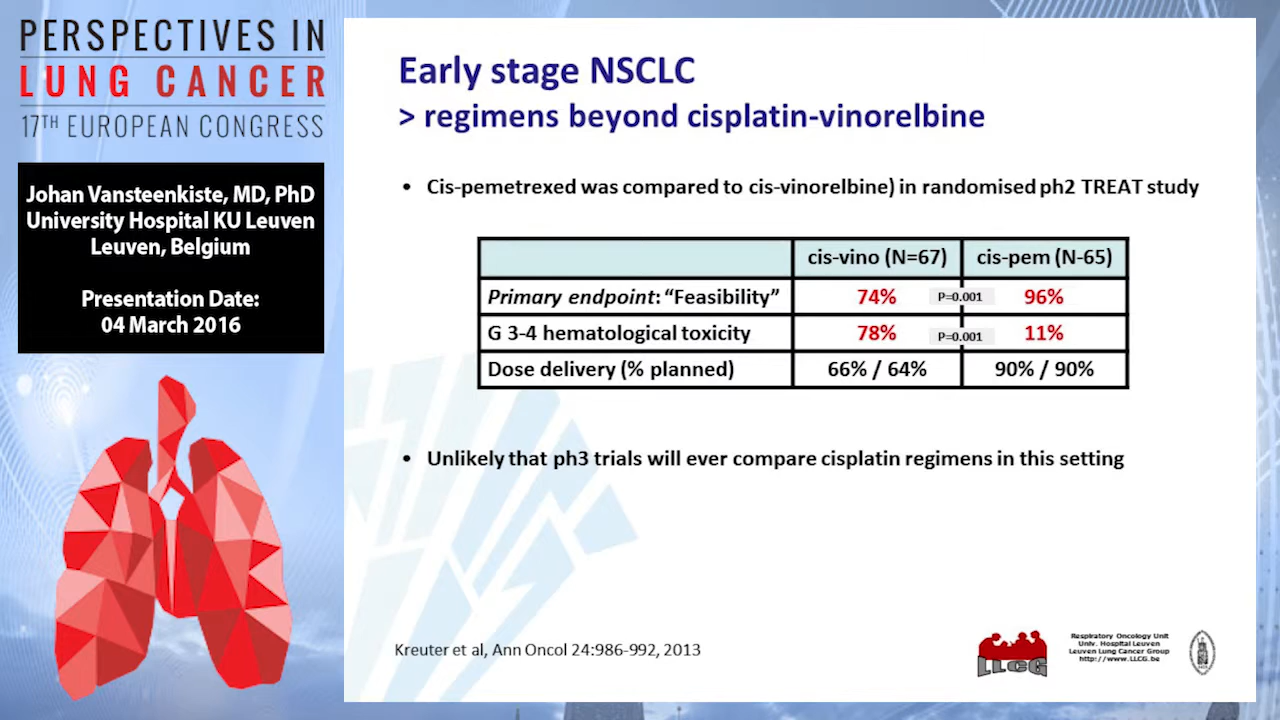 PERSPECTIVES IN
LUNG CANCER
17TH EUROPEAN CONGRESS
Johan Vansteenkiste, MD, PhD
University Hospital KU Leuven
Leuven, Belgium
Presentation Date:
04 March 2016
Early stage NSCLC
> regimens beyond cisplatin-vinorelbine
• Cis-pemetrexed was compared to cis-vinorelbine) in randomised ph2 TREAT study
cis-vino (N=67) cis-pem (N-65)
Primary endpoint: “Feasibility” 74% P=0.001 96%
G 3-4 hematological toxicity 78% P=0.001 11%
Dose delivery (% planned) 66% / 64% 90% / 90%
• Unlikely that ph3 trials will ever compare cisplatin regimens in this setting
Kreuter et al, Ann Oncol 24:986-992, 2013
LLCG
Respiratory Oncology Unit
Univ. Hospital Leuven
Leuven Lung Cancer Group
http://www.LLCG.be